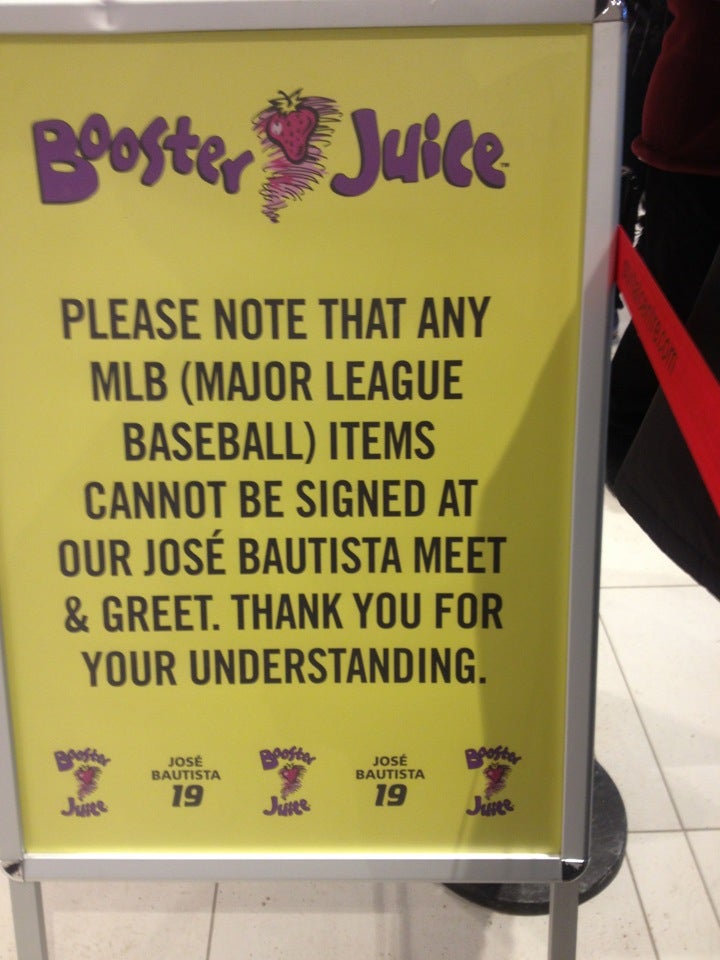 Booster Juice™
PLEASE NOTE THAT ANY
MLB (MAJOR LEAGUE
BASEBALL) ITEMS
CANNOT BE SIGNED AT
OUR JOSÉ BAUTISTA MEET
& GREET. THANK YOU FOR
YOUR UNDERSTANDING.
Booster
Juice
JOSÉ
BAUTISTA
19
Booster
Juice
JOSÉ
BAUTISTA
19
Booster
Juice